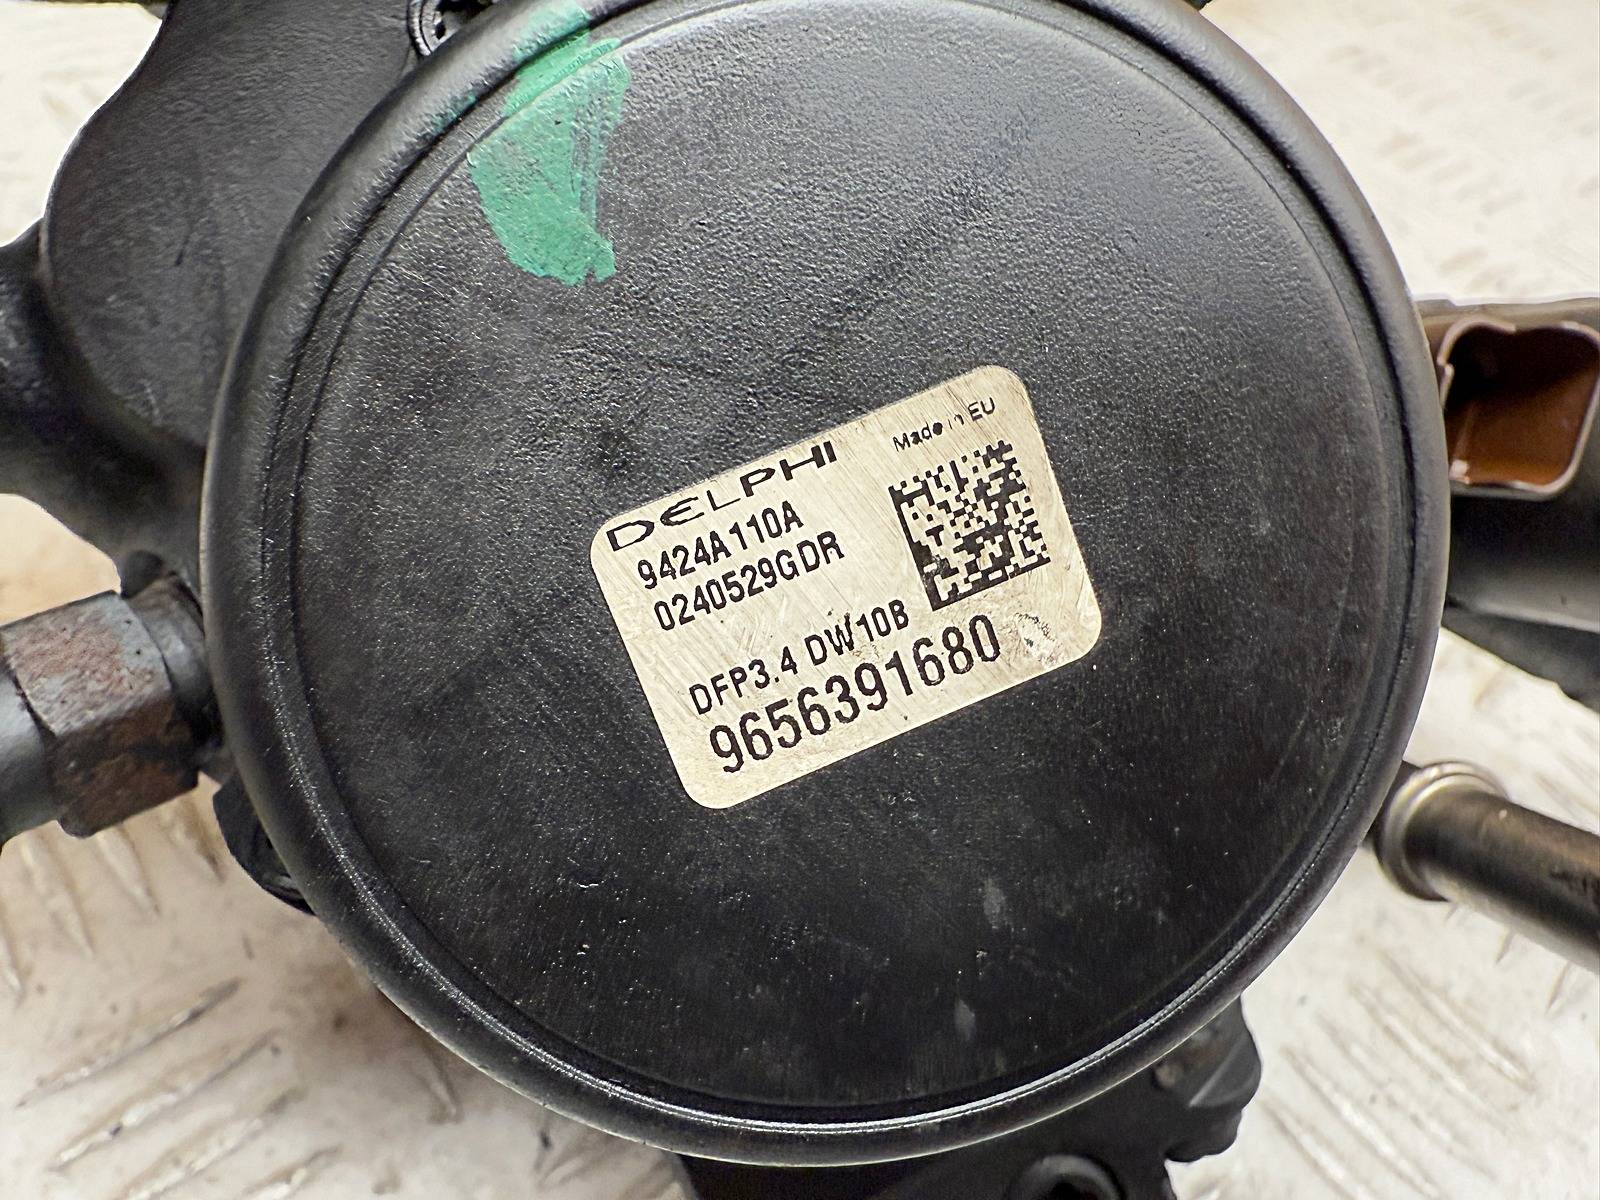 DELPHI
Made in EU
9424A110A
0240529GDR
DFP3.4 DW10B
9656391680